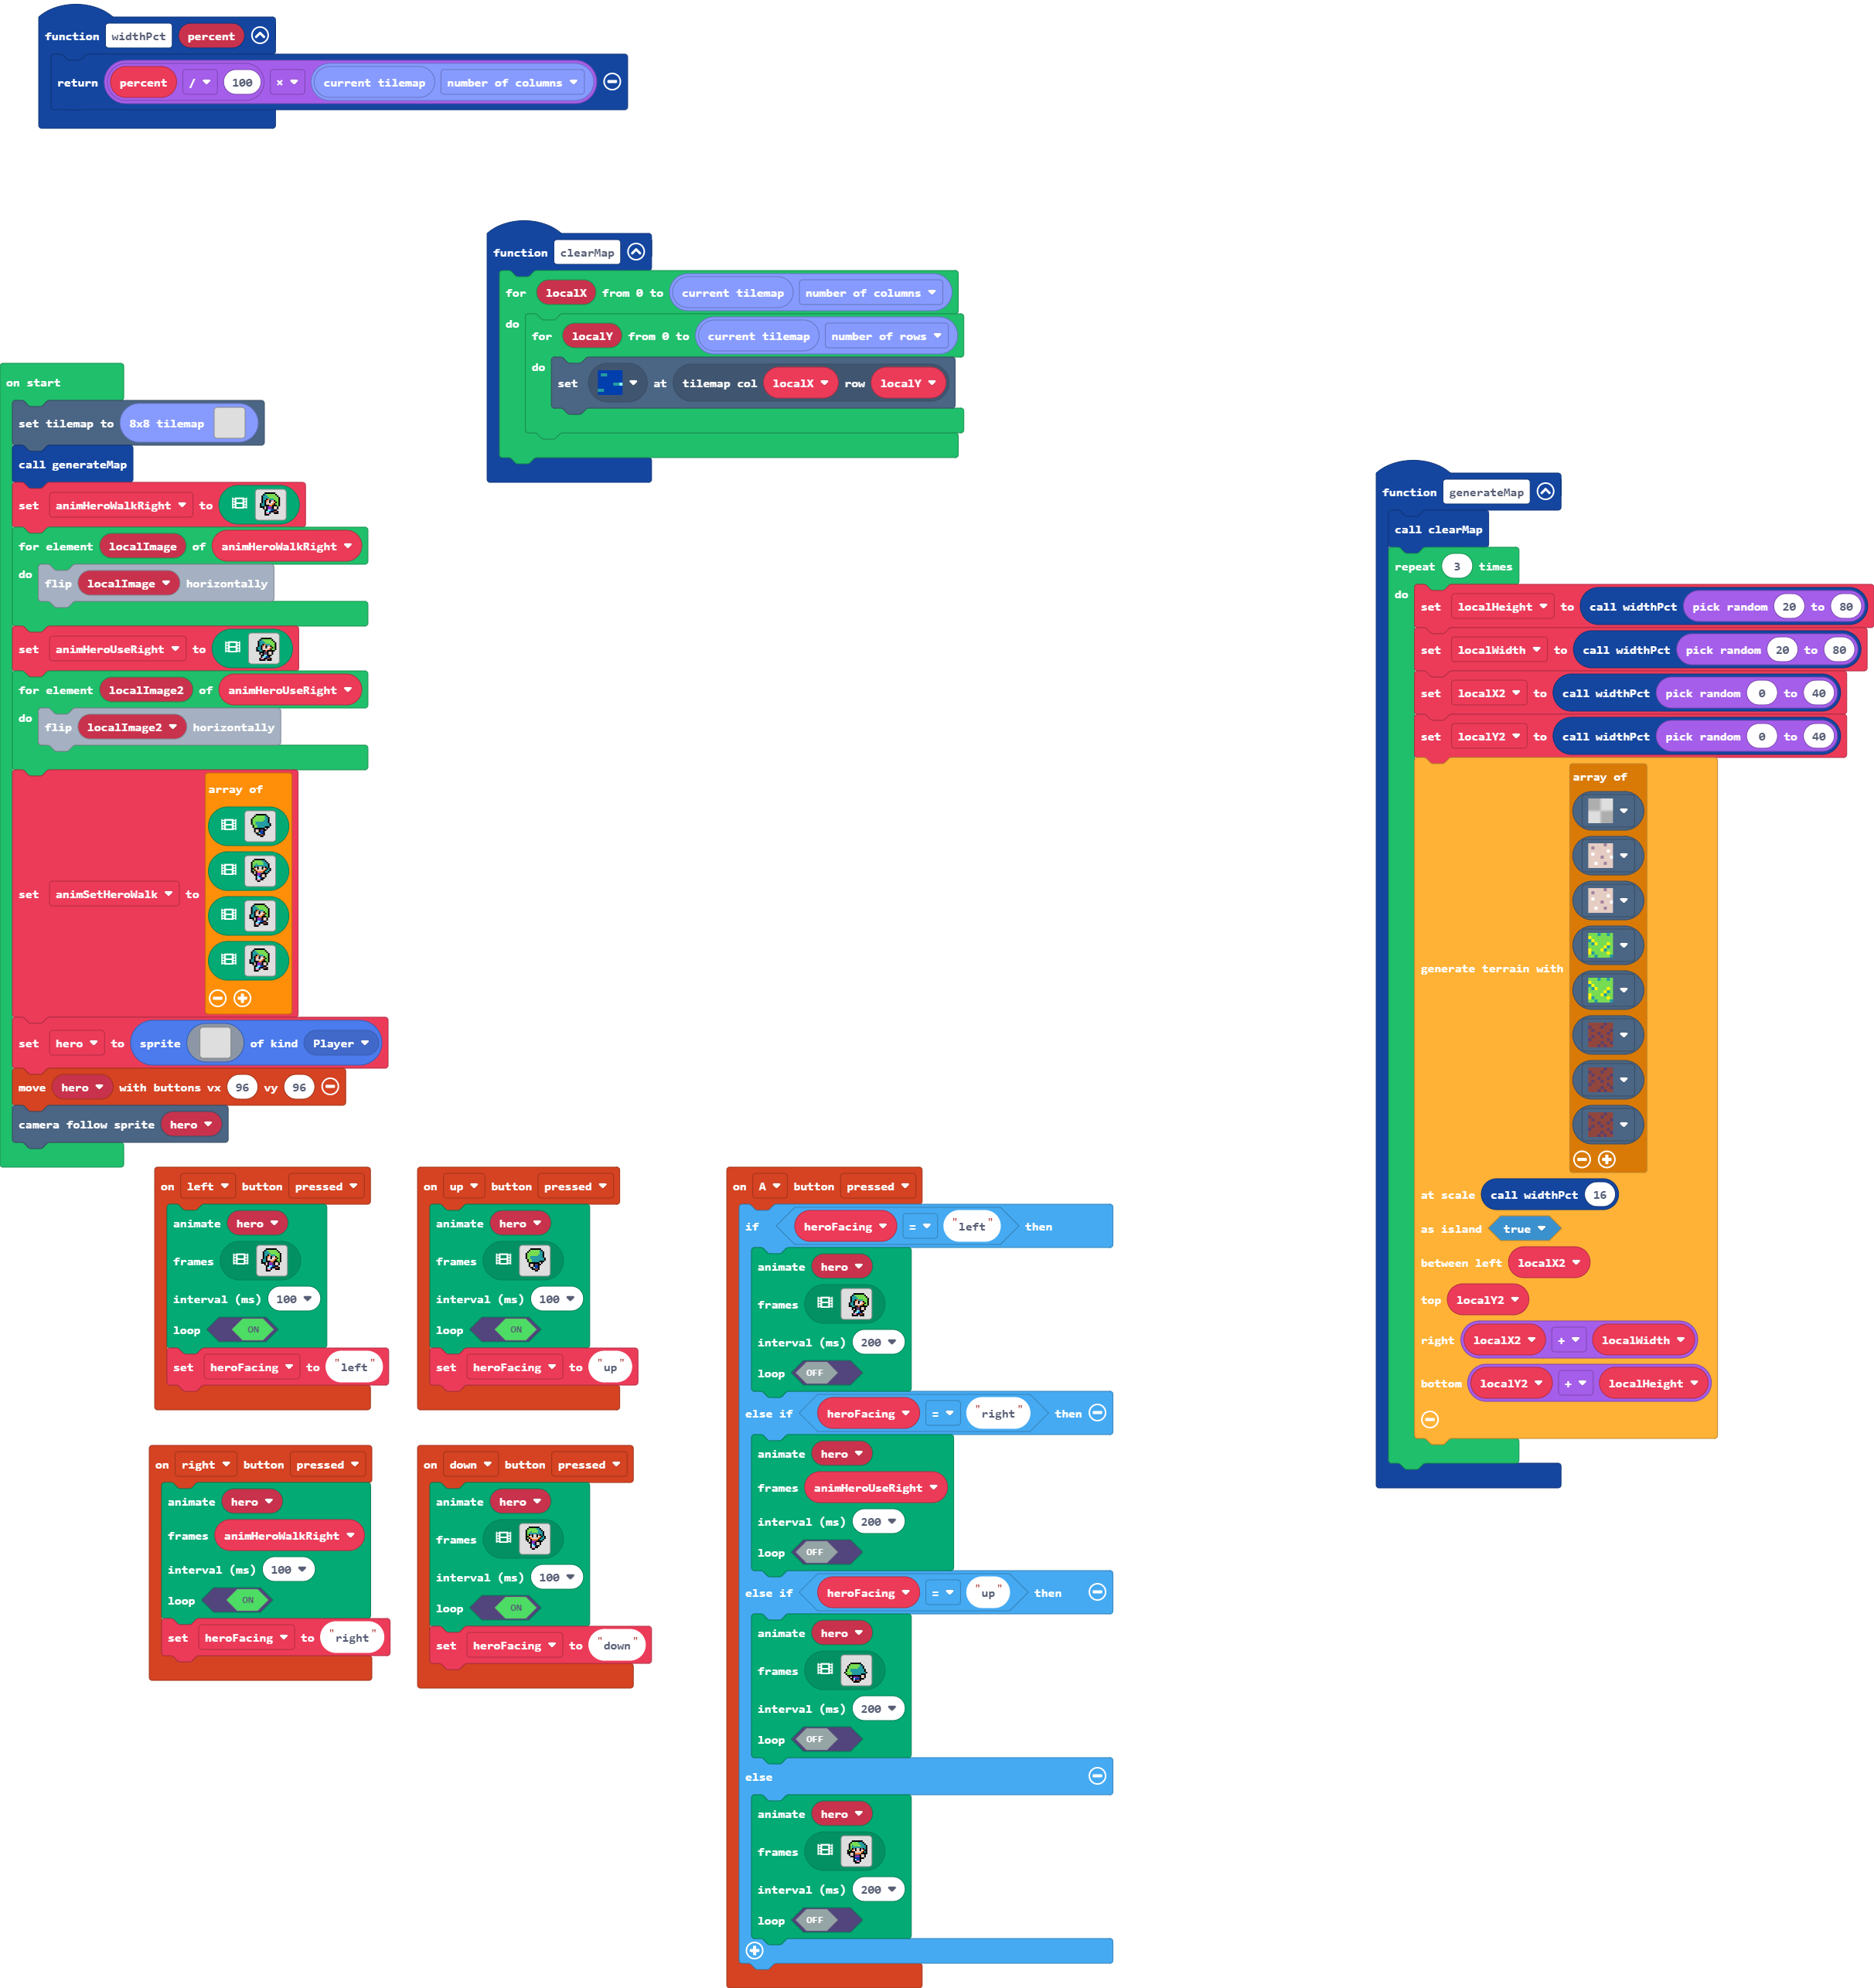 function widthPct percent
return percent / 100 × current tilemap number of columns
function clearMap
for localX from 0 to current tilemap number of columns
do
for localY from 0 to current tilemap number of rows
do
set at tilemap col localX row localY
on start
set tilemap to 8x8 tilemap
call generateMap
set animHeroWalkRight to
for element localImage of animHeroWalkRight
do
flip localImage horizontally
set animHeroUseRight to
for element localImage2 of animHeroUseRight
do
flip localImage2 horizontally
array of
set animSetHeroWalk to
set hero to sprite of kind Player
move hero with buttons vx 96 vy 96
camera follow sprite hero
on left button pressed
animate hero
frames
interval (ms) 100
loop ON
set heroFacing to "left"
on up button pressed
animate hero
frames
interval (ms) 100
loop ON
set heroFacing to "up"
on right button pressed
animate hero
frames animHeroWalkRight
interval (ms) 100
loop ON
set heroFacing to "right"
on down button pressed
animate hero
frames
interval (ms) 100
loop ON
set heroFacing to "down"
on A button pressed
if heroFacing = "left" then
animate hero
frames
interval (ms) 200
loop OFF
else if heroFacing = "right" then
animate hero
frames animHeroUseRight
interval (ms) 200
loop OFF
else if heroFacing = "up" then
animate hero
frames
interval (ms) 200
loop OFF
else
animate hero
frames
interval (ms) 200
loop OFF
function generateMap
call clearMap
repeat 3 times
do
set localHeight to call widthPct pick random 20 to 80
set localWidth to call widthPct pick random 20 to 80
set localX2 to call widthPct pick random 0 to 40
set localY2 to call widthPct pick random 0 to 40
array of
generate terrain with
at scale call widthPct 16
as island true
between left localX2
top localY2
right localX2 + localWidth
bottom localY2 + localHeight